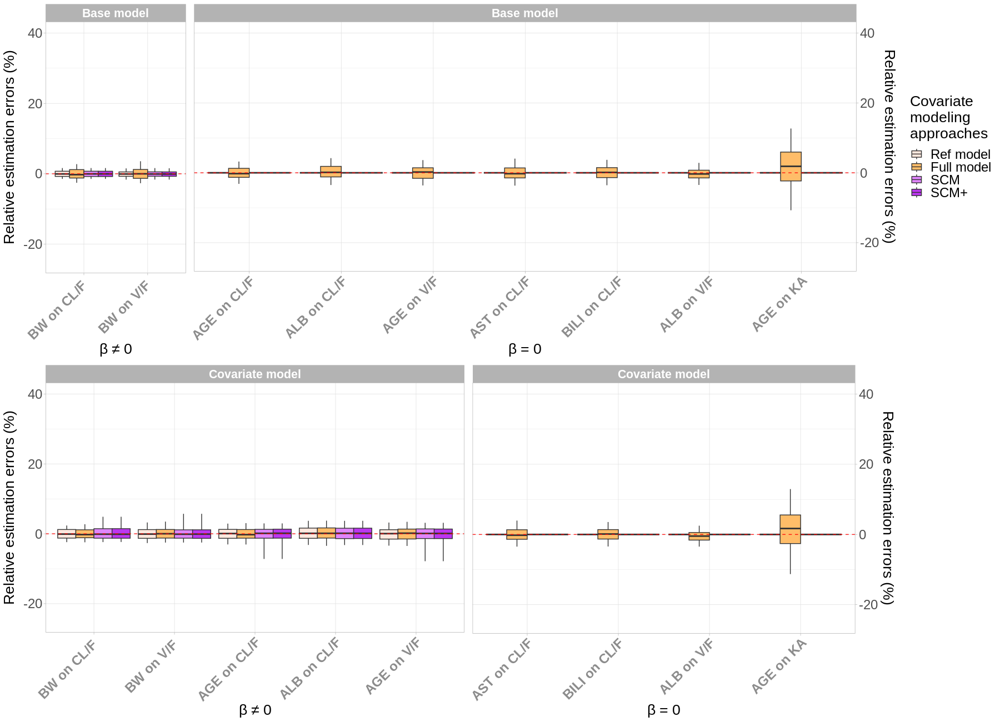 Base model
Base model
40
20
0
-20
Relative estimation errors (%)
40
20
0
-20
Relative estimation errors (%)
BW on CL/F
BW on V/F
AGE on CL/F
ALB on CL/F
AGE on V/F
AST on CL/F
BILI on CL/F
ALB on V/F
AGE on KA
β ≠ 0
β = 0
Covariate
modeling
approaches
Ref model
Full model
SCM
SCM+
Covariate model
Covariate model
40
20
0
-20
Relative estimation errors (%)
40
20
0
-20
Relative estimation errors (%)
BW on CL/F
BW on V/F
AGE on CL/F
ALB on CL/F
AGE on V/F
AST on CL/F
BILI on CL/F
ALB on V/F
AGE on KA
β ≠ 0
β = 0